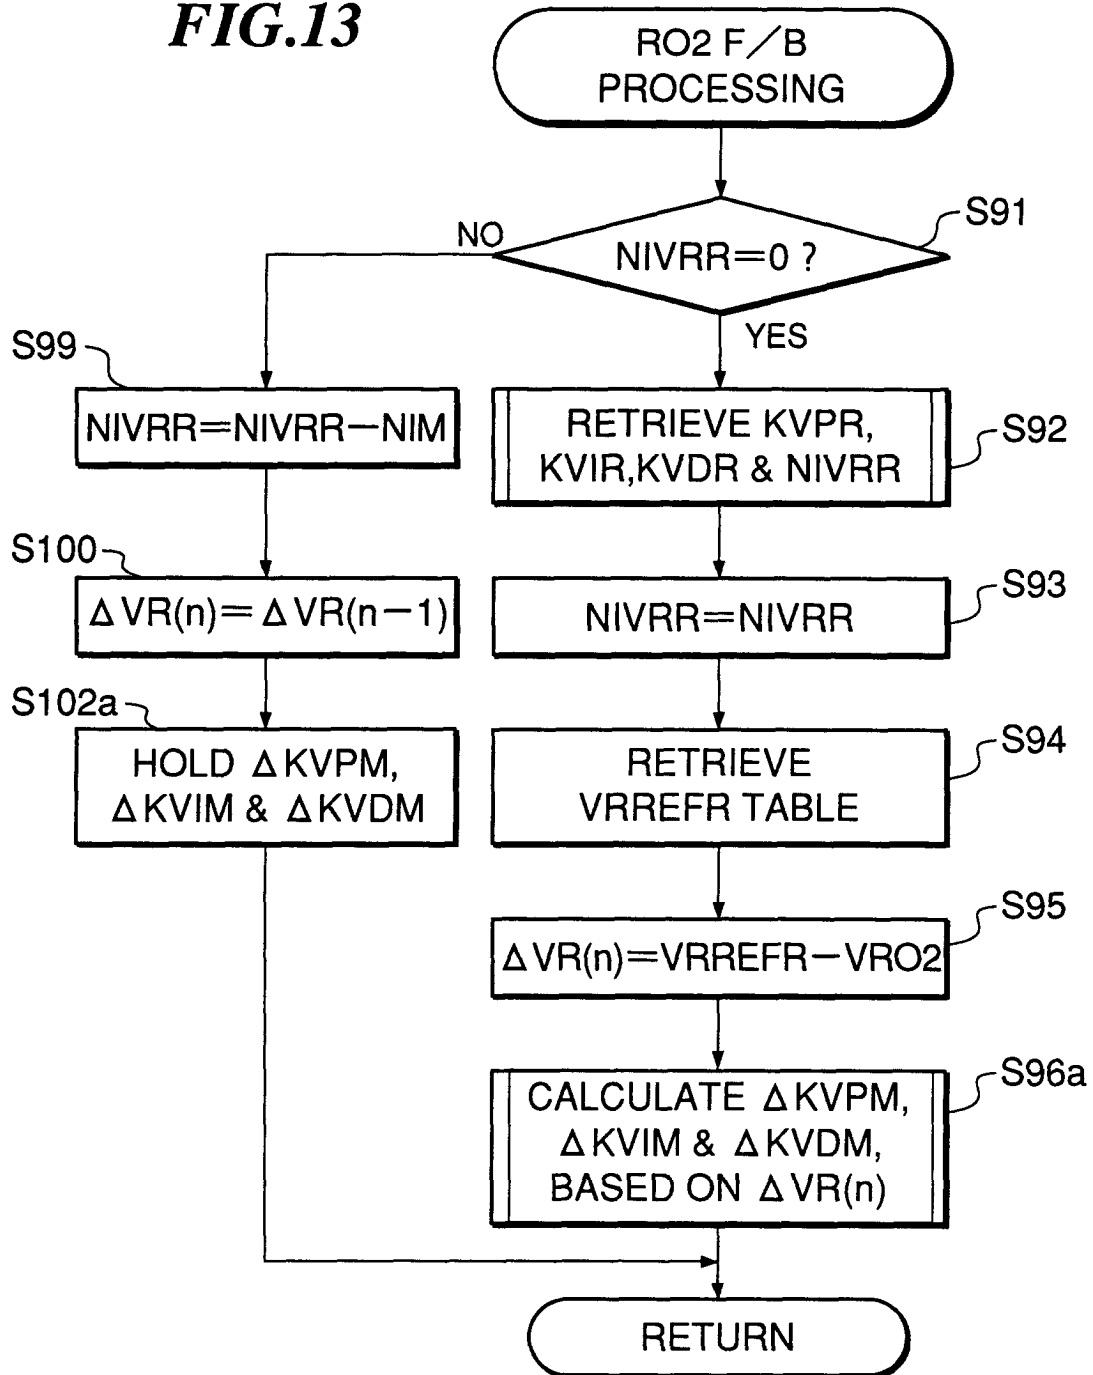 FIG.13
RO2 F/B
PROCESSING
S91
NIVRR=0 ?
NO
YES
S99
NIVRR=NIVRR-NIM
S100
ΔVR(n)=ΔVR(n-1)
S102a
HOLD ΔKVPM,
ΔKVIM & ΔKVDM
S92
RETRIEVE KVPR,
KVIR,KVDR & NIVRR
S93
NIVRR=NIVRR
S94
RETRIEVE
VRREFR TABLE
S95
ΔVR(n)=VRREFR-VRO2
S96a
CALCULATE ΔKVPM,
ΔKVIM & ΔKVDM,
BASED ON ΔVR(n)
RETURN